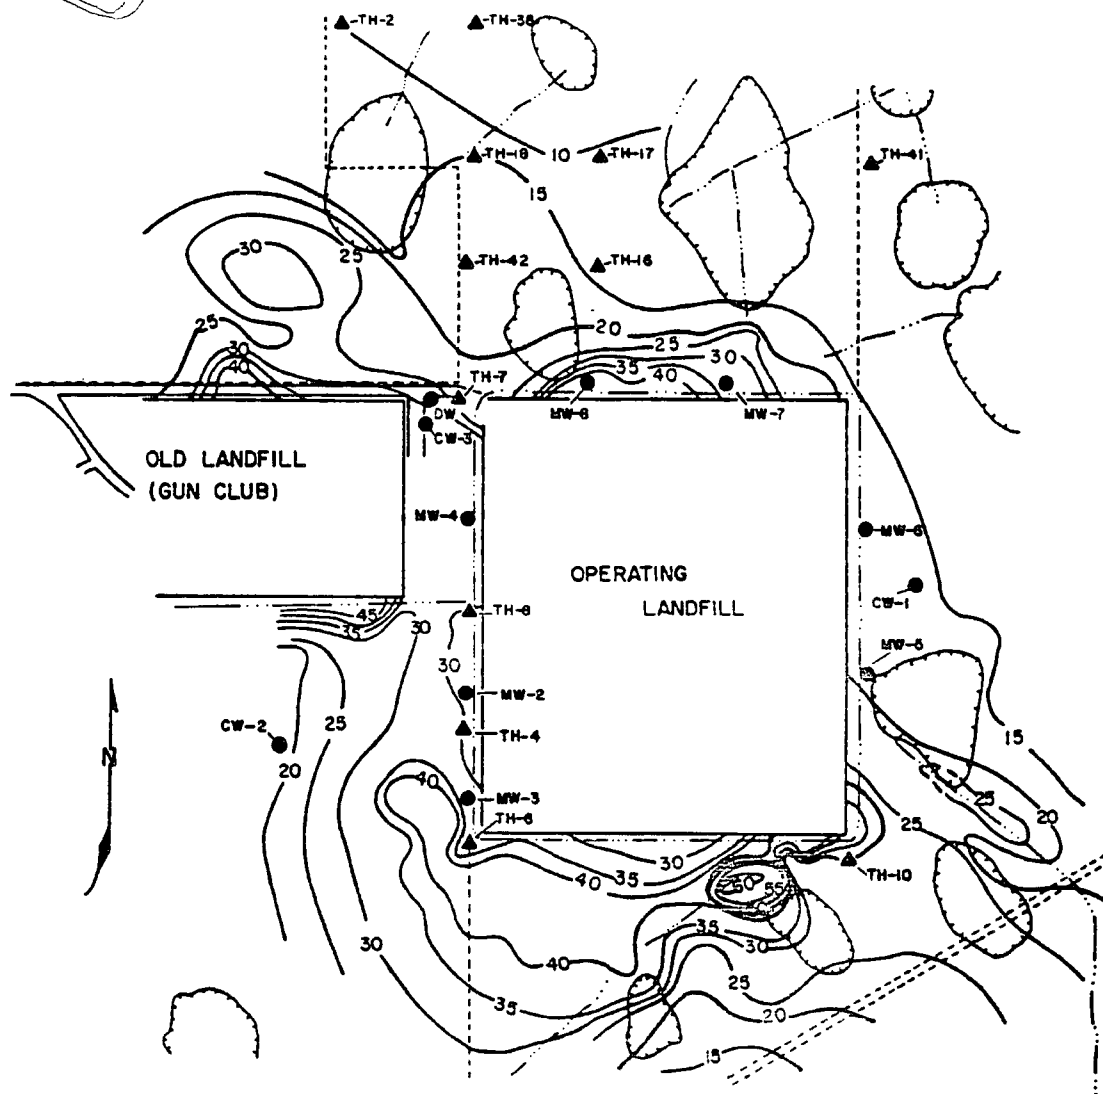 TH-2
TH-38
TH-18
10
TH-17
TH-41
15
30
25
TH-42
TH-16
25
20
30
25
40
35
30
40
TH-7
DW
MW-8
MW-7
CW-3
OLD LANDFILL
(GUN CLUB)
MW-4
MW-6
OPERATING
LANDFILL
CW-1
TH-8
45
35
30
30
MW-5
MW-2
25
CW-2
TH-4
15
N
20
40
MW-3
25
20
TH-6
25
30
35
40
TH-10
60
55
35
30
30
40
25
35
20
15